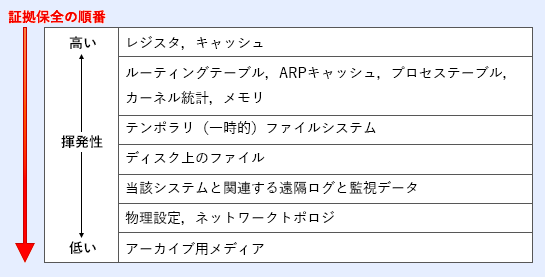 証拠保全の順番
高い
レジスタ，キャッシュ
ルーティングテーブル，ARPキャッシュ，プロセステーブル，
カーネル統計，メモリ
テンポラリ（一時的）ファイルシステム
揮発性
ディスク上のファイル
当該システムと関連する遠隔ログと監視データ
物理設定，ネットワークトポロジ
低い
アーカイブ用メディア